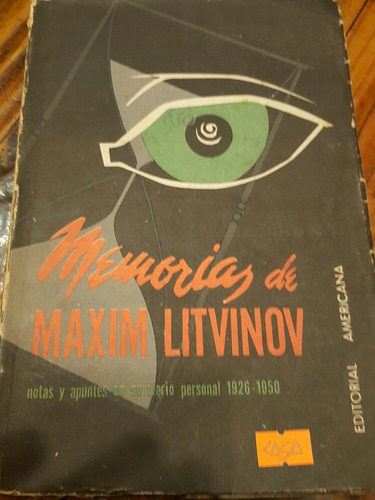 Memorias de
MAXIM LITVINOV
notas y apuntes de su diario personal 1926-1950
EDITORIAL AMERICANA